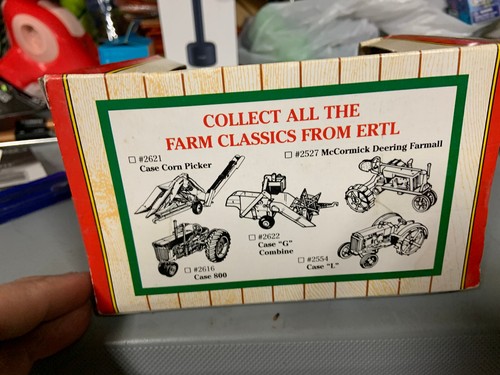 COLLECT ALL THE
FARM CLASSICS FROM ERTL
☐ #2621
Case Corn Picker
☐ #2527 McCormick Deering Farmall
☐ #2616
Case 800
☐ #2622
Case "G"
Combine
☐ #2554
Case "L"